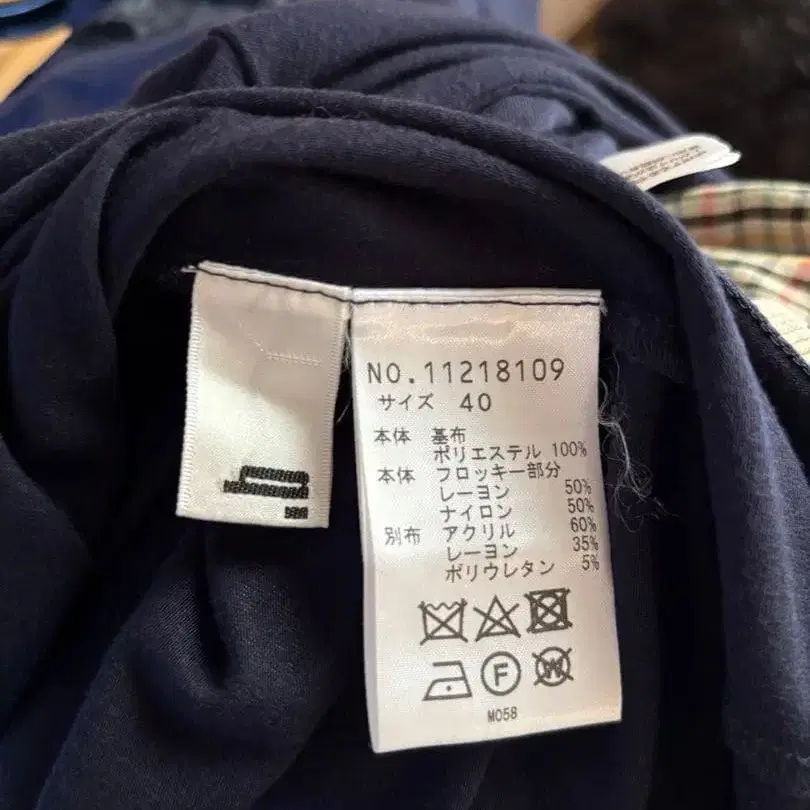 NO.11218109
サイズ 40
本体 基布
ポリエステル 100%
本体 フロッキー部分
レーヨン 50%
ナイロン 50%
別布 アクリル 60%
レーヨン 35%
ポリウレタン 5%
F
W
M058